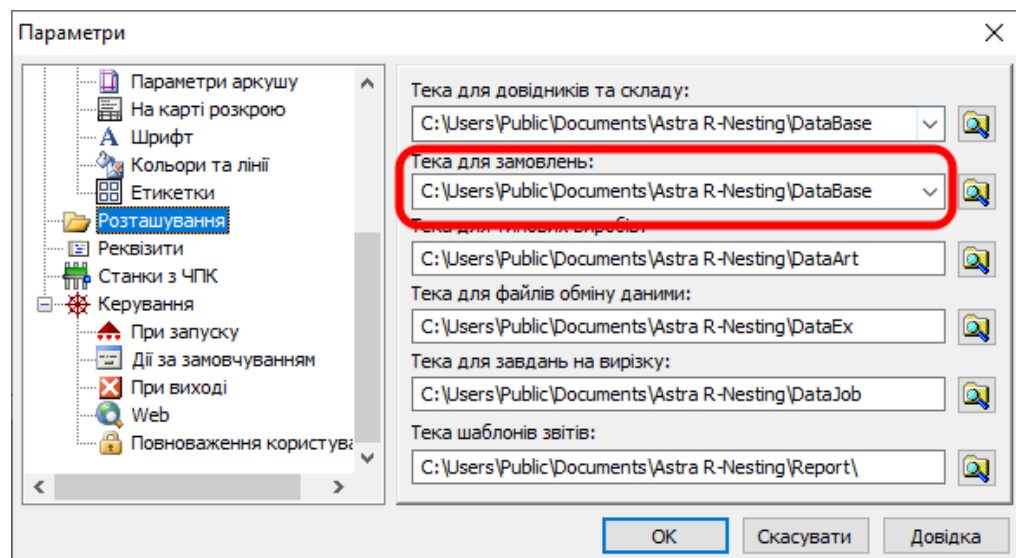 Параметри
Параметри аркушу
На карті розкрою
Шрифт
Кольори та лінії
Етикетки
Розташування
Реквізити
Станки з ЧПК
Керування
При запуску
Дії за замовчуванням
При виході
Web
Повноваження користува
Тека для довідників та складу:
C:\Users\Public\Documents\Astra R-Nesting\DataBase
Тека для замовлень:
C:\Users\Public\Documents\Astra R-Nesting\DataBase
Тека для типових виробів:
C:\Users\Public\Documents\Astra R-Nesting\DataArt
Тека для файлів обміну даними:
C:\Users\Public\Documents\Astra R-Nesting\DataEx
Тека для завдань на вирізку:
C:\Users\Public\Documents\Astra R-Nesting\DataJob
Тека шаблонів звітів:
C:\Users\Public\Documents\Astra R-Nesting\Report\
OK
Скасувати
Довідка